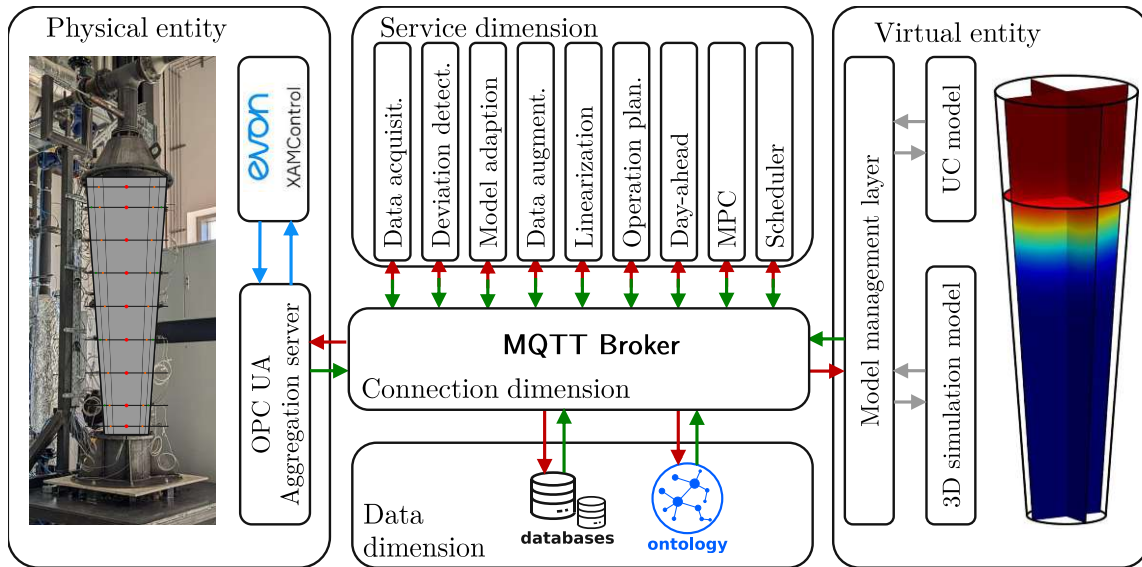 Physical entity
evon
XAMControl
OPC UA
Aggregation server
Service dimension
Data acquisit.
Deviation detect.
Model adaption
Data augment.
Linearization
Operation plan.
Day-ahead
MPC
Scheduler
MQTT Broker
Connection dimension
Data
dimension
databases
ontology
Virtual entity
Model management layer
UC model
3D simulation model